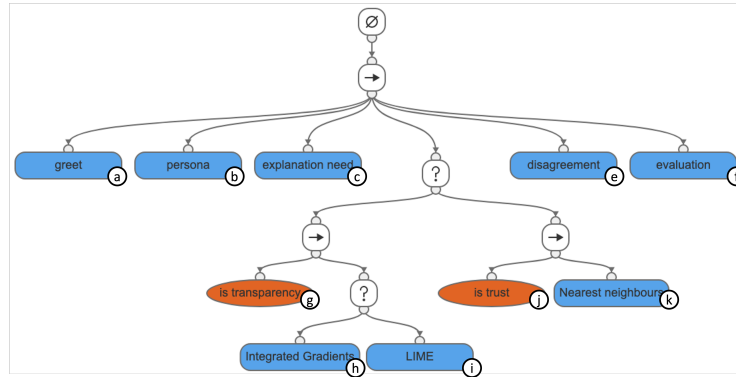 ∅
→
greet
a
persona
b
explanation need
c
?
disagreement
e
evaluation
f
→
→
is transparency
g
?
is trust
j
Nearest neighbours
k
Integrated Gradients
h
LIME
i